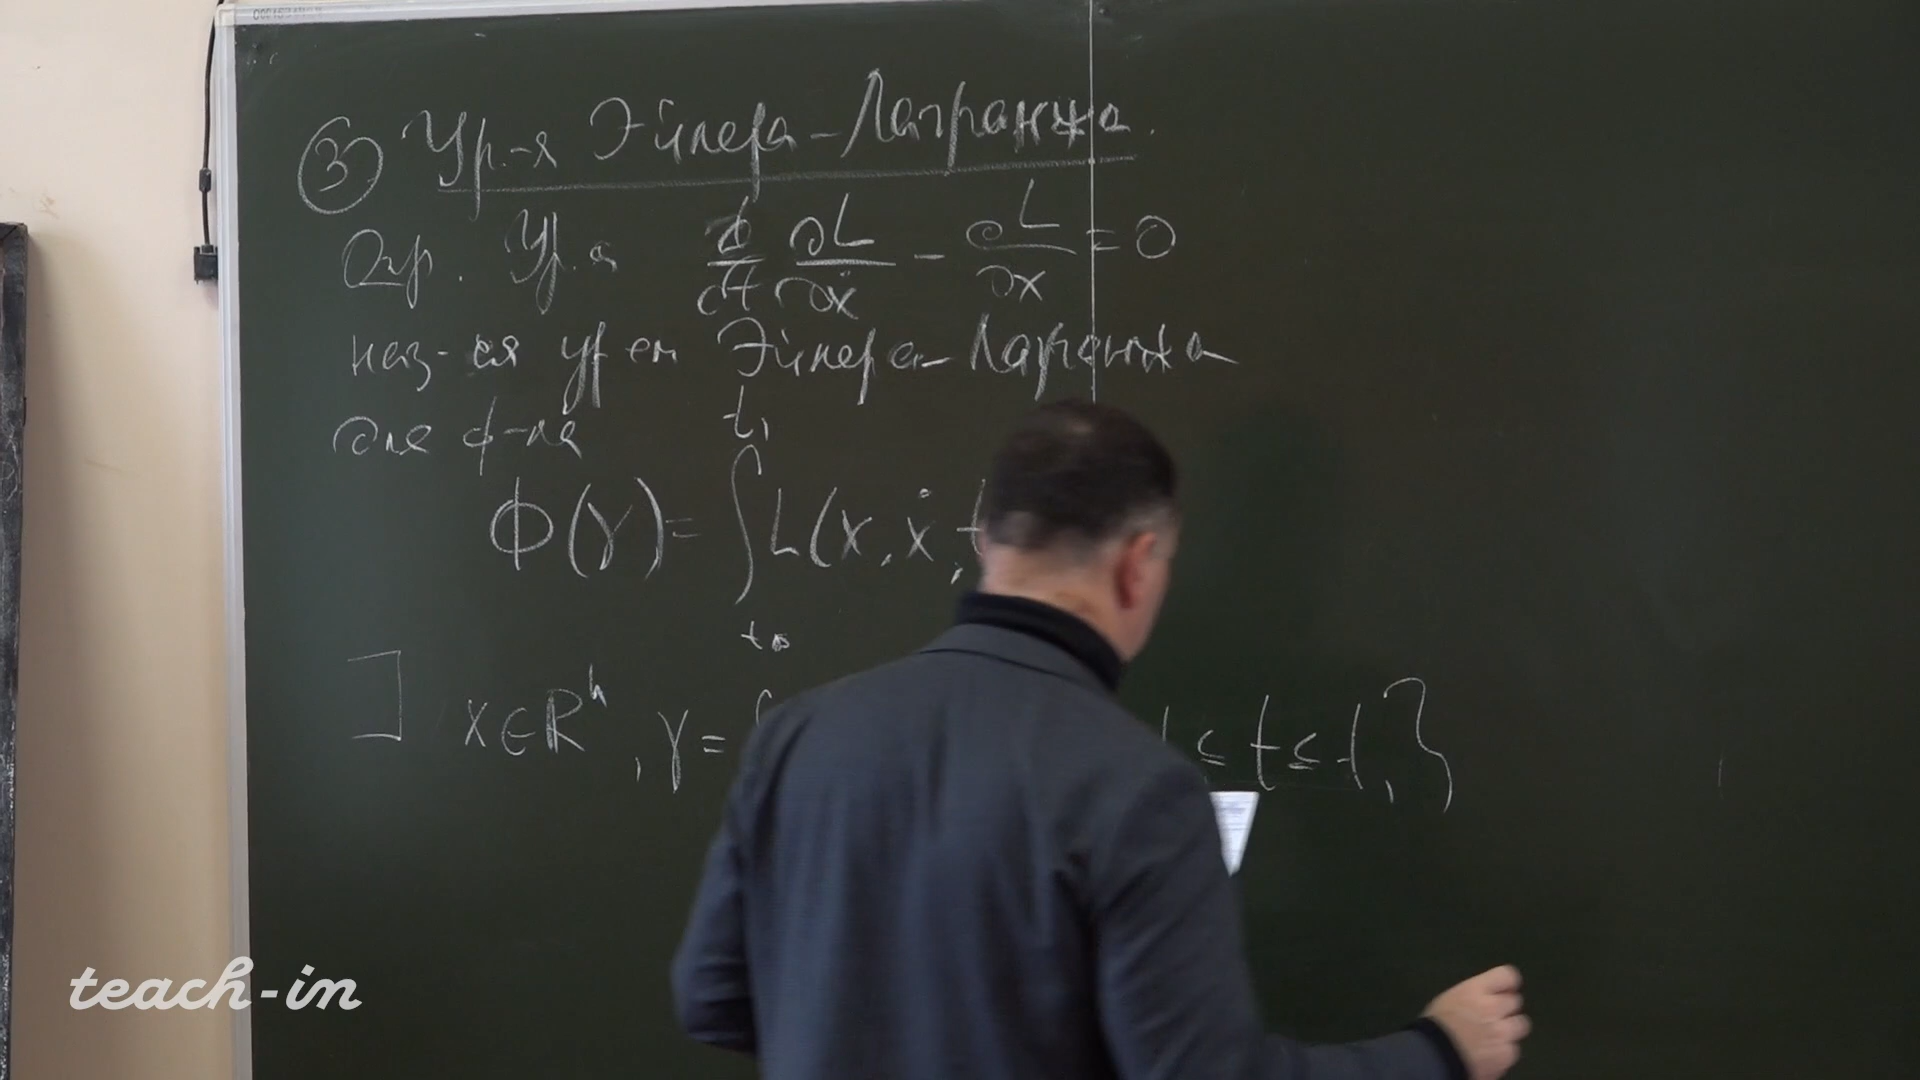 ③ Ур.-я Эйлера-Лагранжа.
Опр. Ур.-е d/dt ∂L/∂ẋ - ∂L/∂x = 0
наз-ся ур-ем Эйлера-Лагранжа
для ф-ла
Φ(γ) = ∫ L(x, ẋ, t
t₁
t₀
] x∈Rⁿ, γ = { ≤ t ≤ t₁}
teach-in